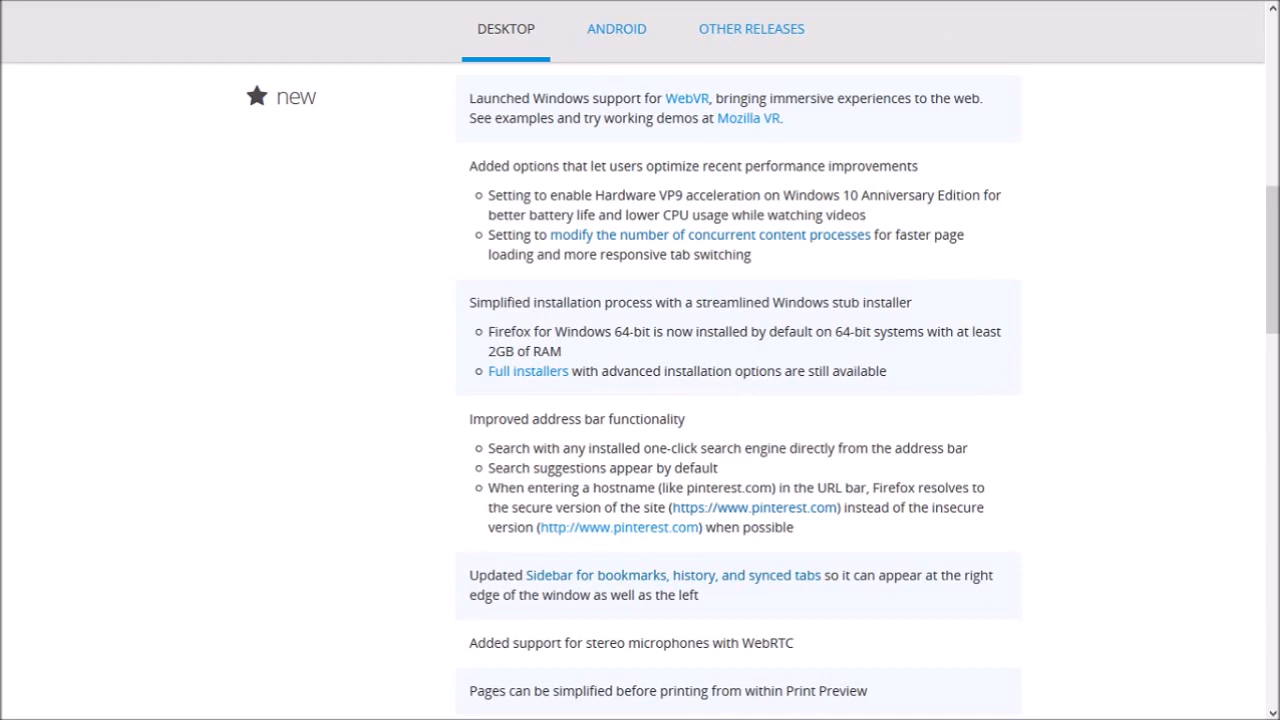 DESKTOP ANDROID OTHER RELEASES
new
Launched Windows support for WebVR, bringing immersive experiences to the web.
See examples and try working demos at Mozilla VR.
Added options that let users optimize recent performance improvements
Setting to enable Hardware VP9 acceleration on Windows 10 Anniversary Edition for
better battery life and lower CPU usage while watching videos
Setting to modify the number of concurrent content processes for faster page
loading and more responsive tab switching
Simplified installation process with a streamlined Windows stub installer
Firefox for Windows 64-bit is now installed by default on 64-bit systems with at least
2GB of RAM
Full installers with advanced installation options are still available
Improved address bar functionality
Search with any installed one-click search engine directly from the address bar
Search suggestions appear by default
When entering a hostname (like pinterest.com) in the URL bar, Firefox resolves to
the secure version of the site (https://www.pinterest.com) instead of the insecure
version (http://www.pinterest.com) when possible
Updated Sidebar for bookmarks, history, and synced tabs so it can appear at the right
edge of the window as well as the left
Added support for stereo microphones with WebRTC
Pages can be simplified before printing from within Print Preview